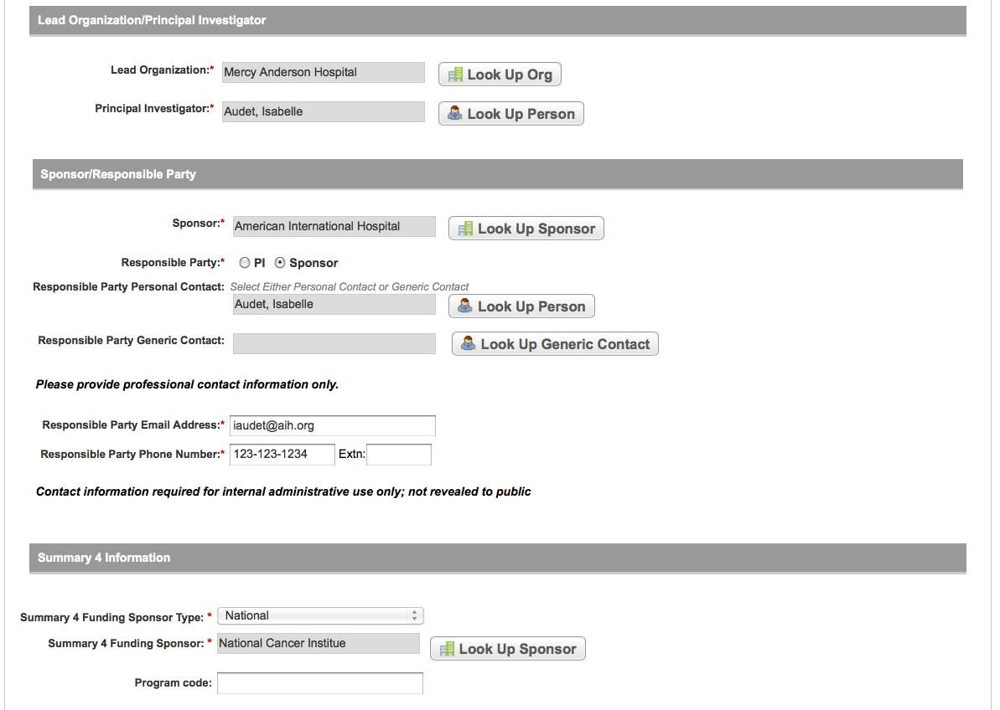 Lead Organization/Principal Investigator
Lead Organization:* Mercy Anderson Hospital Look Up Org
Principal Investigator:* Audet, Isabelle Look Up Person
Sponsor/Responsible Party
Sponsor:* American International Hospital Look Up Sponsor
Responsible Party:* PI Sponsor
Responsible Party Personal Contact: Select Either Personal Contact or Generic Contact
Audet, Isabelle Look Up Person
Responsible Party Generic Contact: Look Up Generic Contact
Please provide professional contact information only.
Responsible Party Email Address:* iaudet@aih.org
Responsible Party Phone Number:* 123-123-1234 Extn:
Contact information required for internal administrative use only; not revealed to public
Summary 4 Information
Summary 4 Funding Sponsor Type: * National
Summary 4 Funding Sponsor: * National Cancer Institue Look Up Sponsor
Program code: